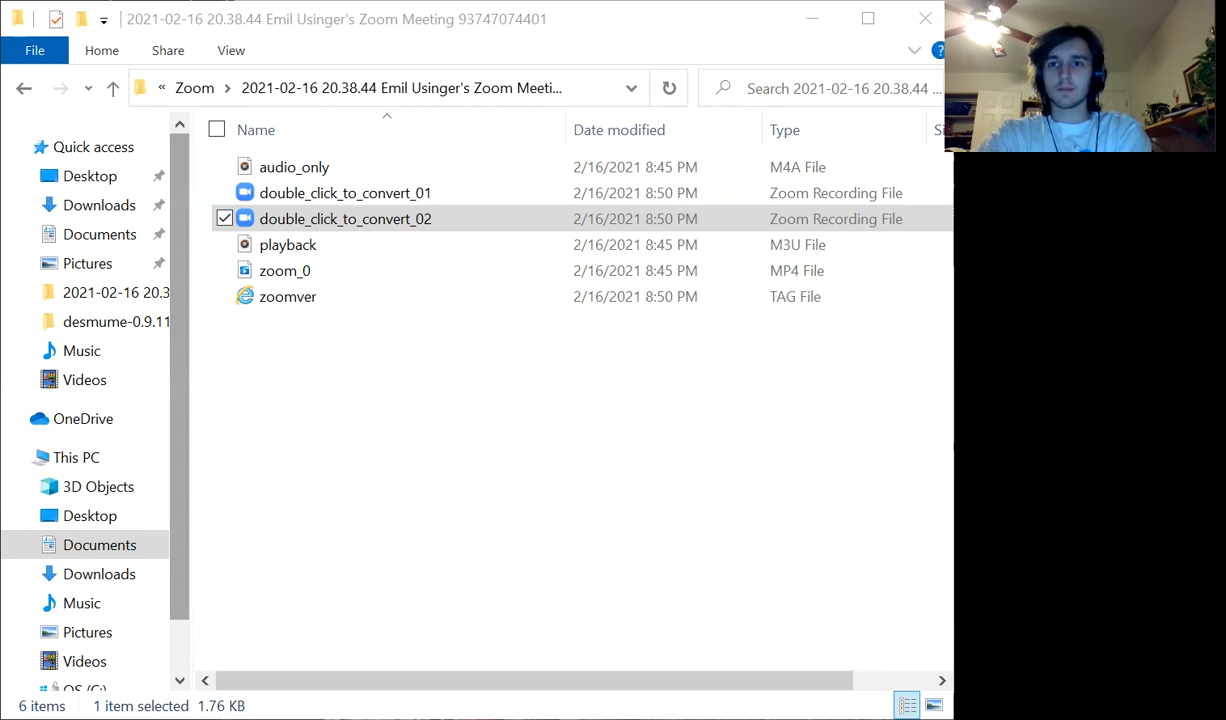 2021-02-16 20.38.44 Emil Usinger's Zoom Meeting 93747074401
File Home Share View
« Zoom > 2021-02-16 20.38.44 Emil Usinger's Zoom Meeti...
Search 2021-02-16 20.38.44 ...
Name Date modified Type Si
audio_only 2/16/2021 8:45 PM M4A File
double_click_to_convert_01 2/16/2021 8:50 PM Zoom Recording File
double_click_to_convert_02 2/16/2021 8:50 PM Zoom Recording File
playback 2/16/2021 8:45 PM M3U File
zoom_0 2/16/2021 8:45 PM MP4 File
zoomver 2/16/2021 8:50 PM TAG File
Quick access
Desktop
Downloads
Documents
Pictures
2021-02-16 20.3
desmume-0.9.11
Music
Videos
OneDrive
This PC
3D Objects
Desktop
Documents
Downloads
Music
Pictures
Videos
OS (C:)
6 items 1 item selected 1.76 KB